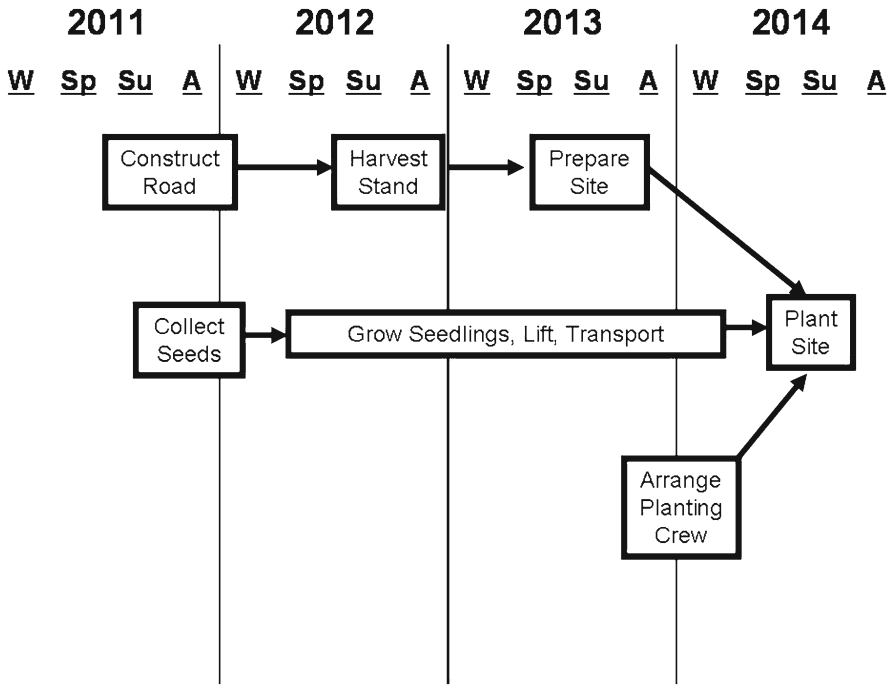 2011 2012 2013 2014
W Sp Su A W Sp Su A W Sp Su A W Sp Su A
Construct
Road
Harvest
Stand
Prepare
Site
Collect
Seeds
Grow Seedlings, Lift, Transport
Plant
Site
Arrange
Planting
Crew